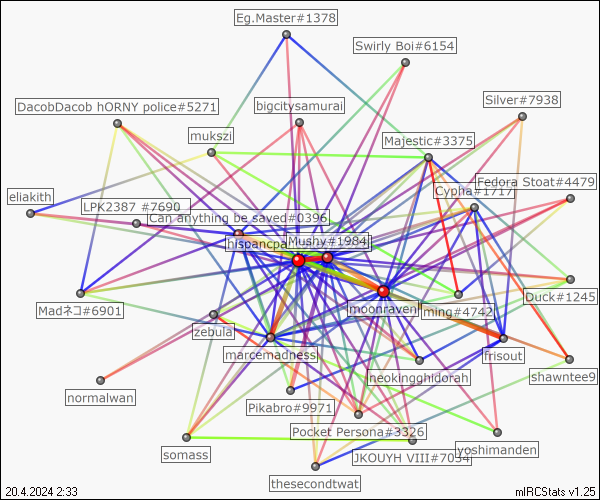 Eg.Master#1378
Swirly Boi#6154
Silver#7938
DacobDacob hORNY police#5271
bigcitysamurai
mukszi
Majestic#3375
Fedora Stoat#4479
Cypha#1717
eliakith
LPK2387 #7690
Can anything be saved#0396
hispancpa
Mushy#1984
Madネコ#6901
moonraven
ming#4742
Duck#1245
zebula
marcemadness
frisout
neokingghidorah
shawntee9
normalwan
Pikabro#9971
Pocket Persona#3326
somass
JKOUYH VIII#7034
yoshimanden
thesecondtwat
20.4.2024 2:33
mIRCStats v1.25